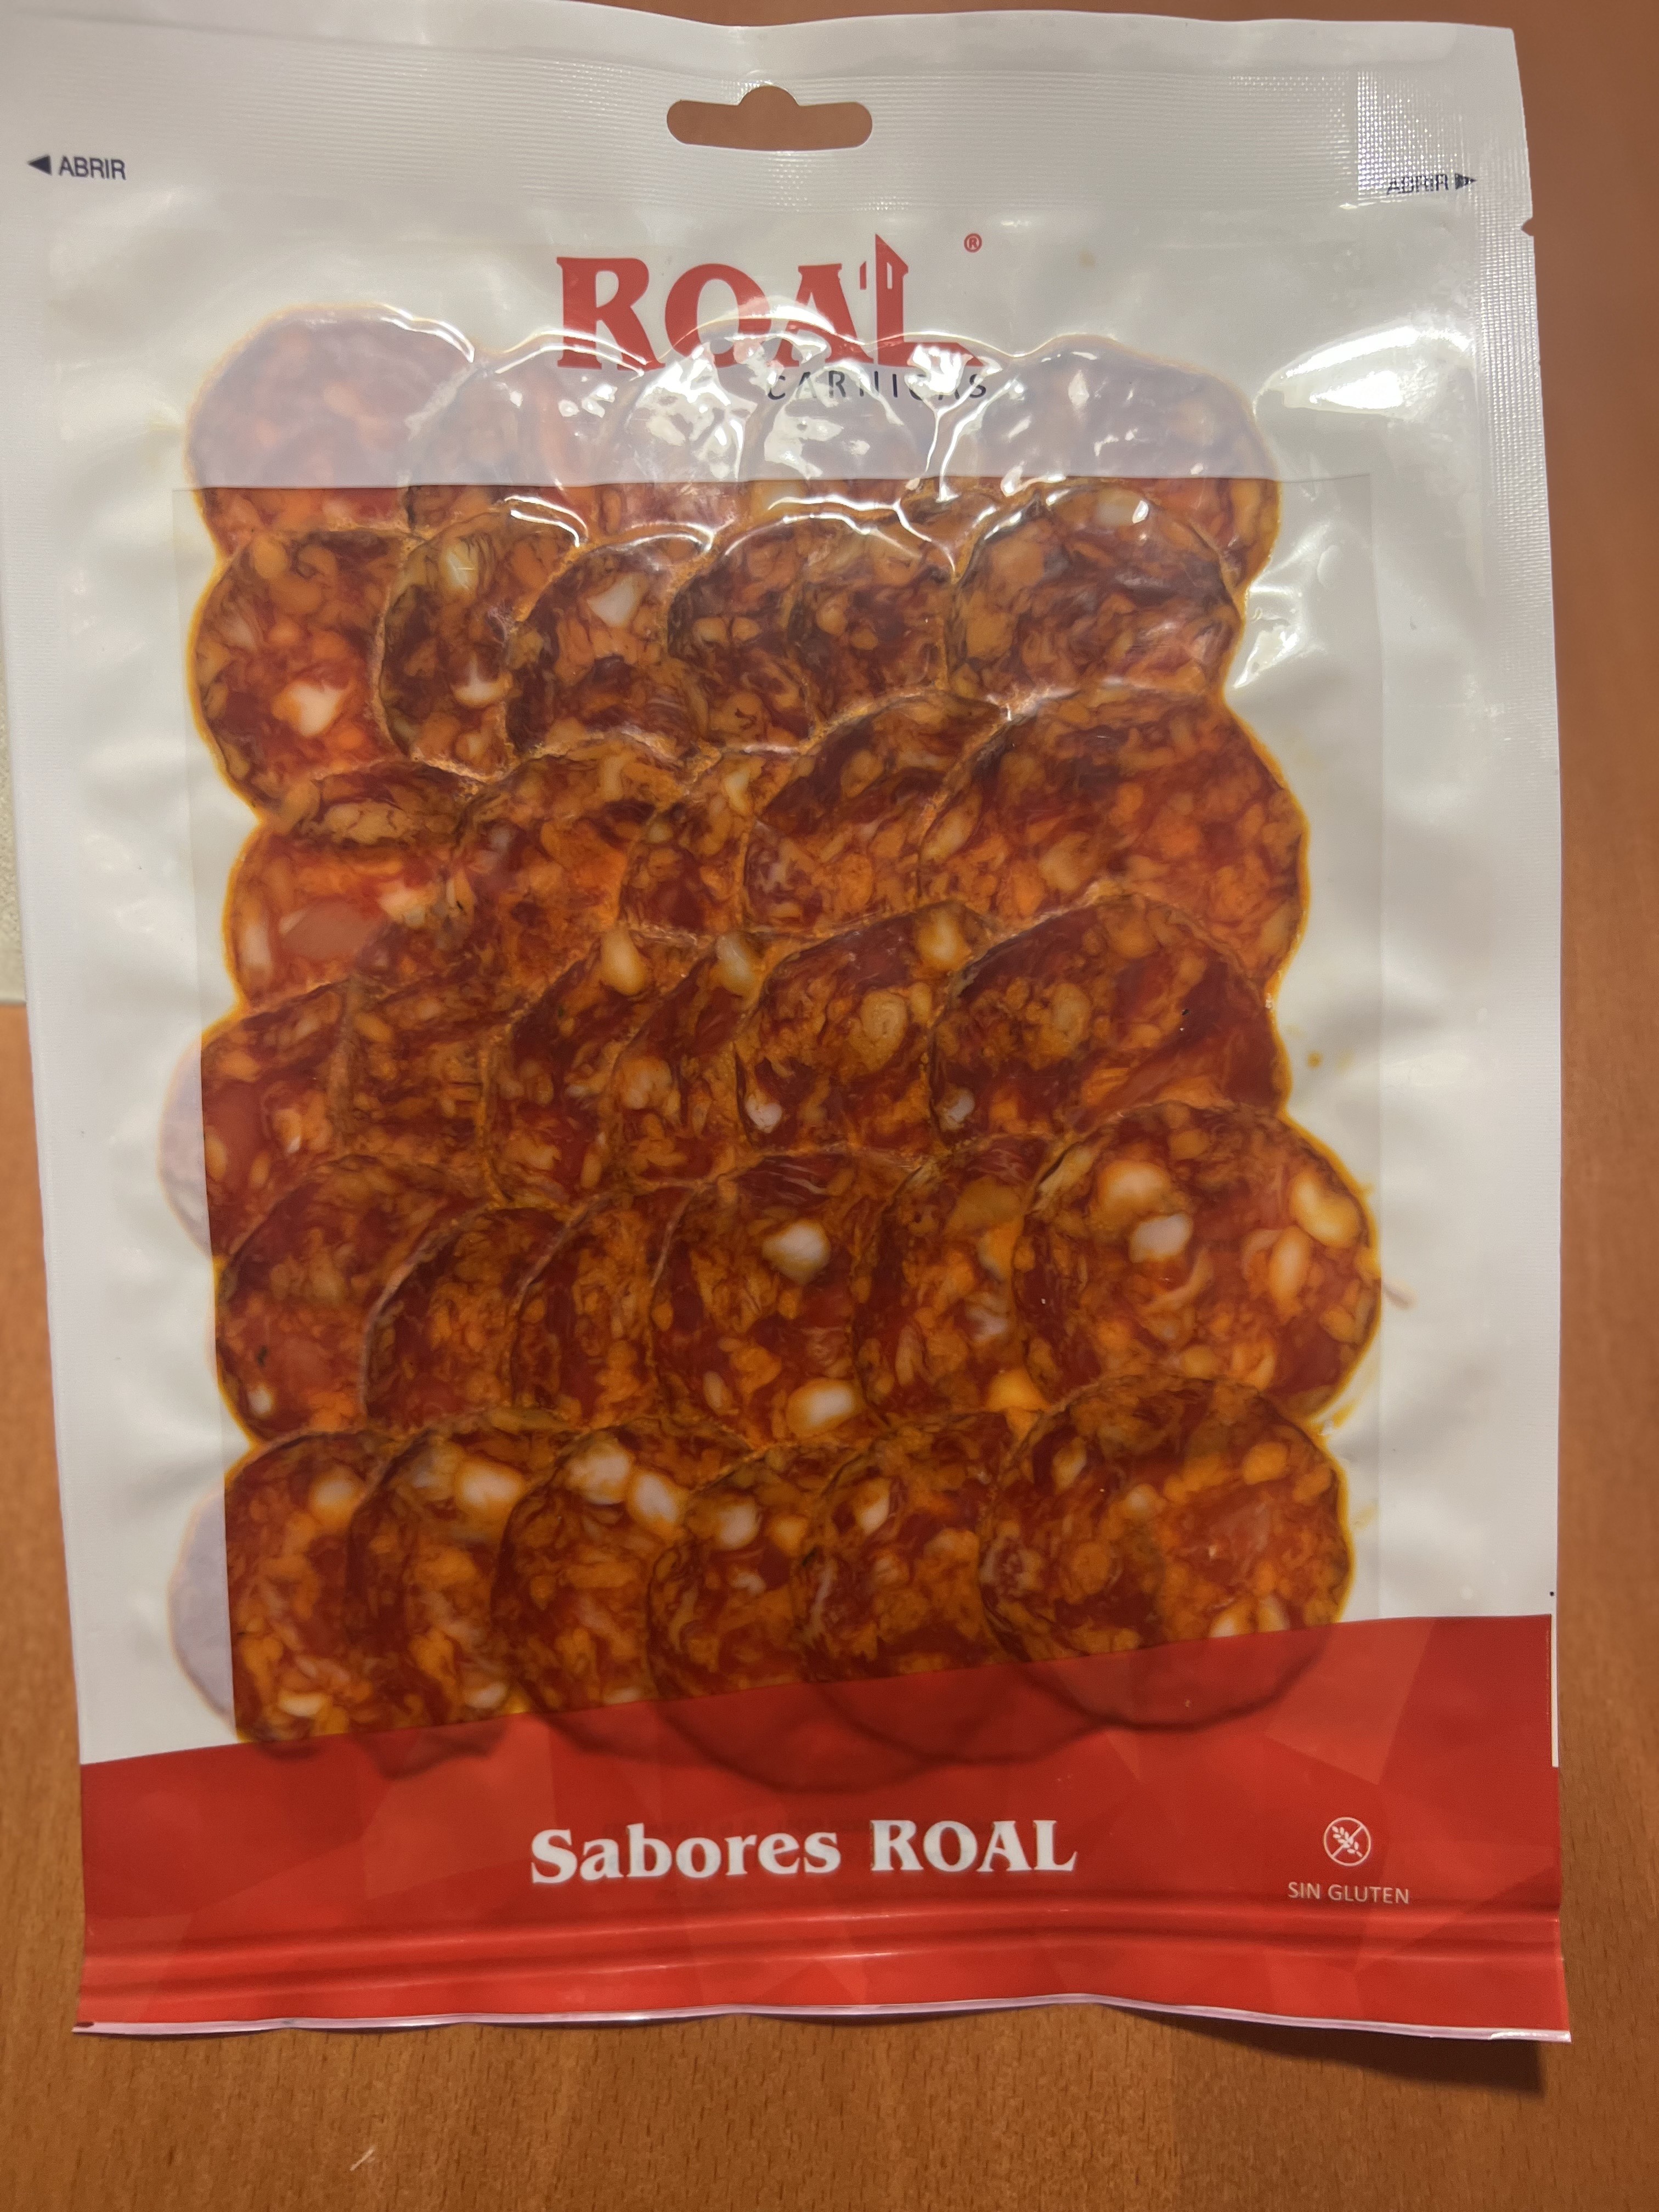 ◀ ABRIR
ABRIR ▶
ROAL ®
CARNICAS
Sabores ROAL
SIN GLUTEN